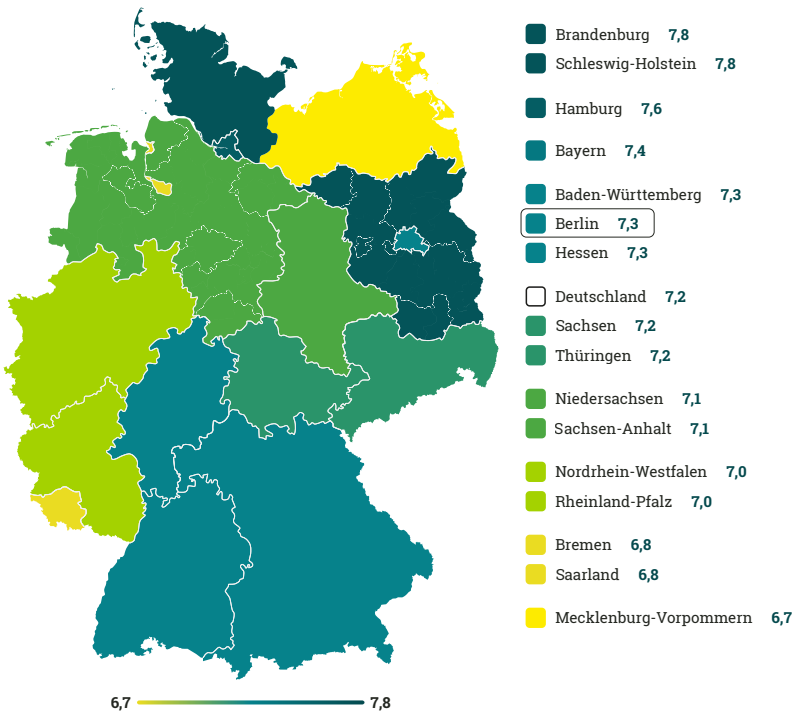 Brandenburg 7,8
Schleswig-Holstein 7,8
Hamburg 7,6
Bayern 7,4
Baden-Württemberg 7,3
Berlin 7,3
Hessen 7,3
Deutschland 7,2
Sachsen 7,2
Thüringen 7,2
Niedersachsen 7,1
Sachsen-Anhalt 7,1
Nordrhein-Westfalen 7,0
Rheinland-Pfalz 7,0
Bremen 6,8
Saarland 6,8
Mecklenburg-Vorpommern 6,7
6,7 7,8